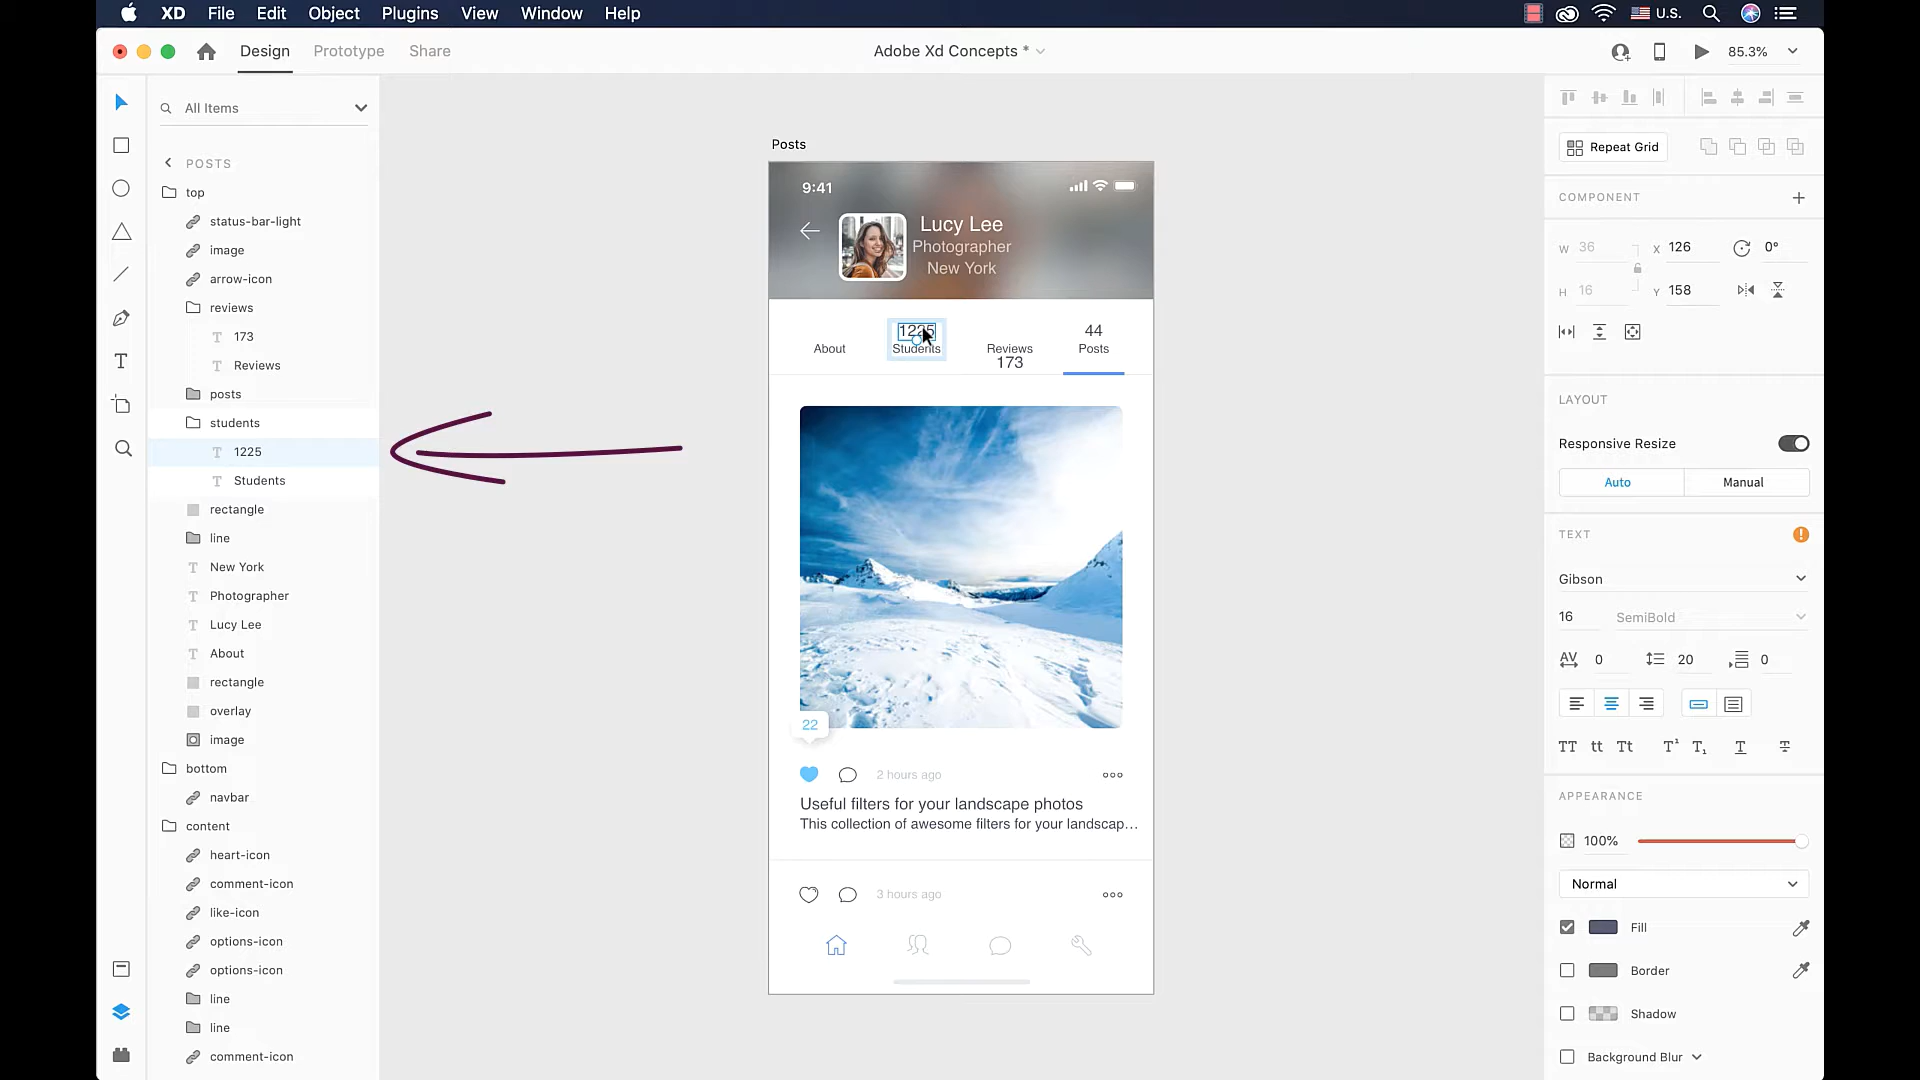 XD File Edit Object Plugins View Window Help
U.S.
Design Prototype Share
Adobe Xd Concepts *
85.3%
All Items
POSTS
top
status-bar-light
image
arrow-icon
reviews
173
Reviews
posts
students
1225
Students
rectangle
line
New York
Photographer
Lucy Lee
About
rectangle
overlay
image
bottom
navbar
content
heart-icon
comment-icon
like-icon
options-icon
options-icon
line
line
comment-icon
Posts
9:41
Lucy Lee
Photographer
New York
About
1225
Students
Reviews
173
44
Posts
22
2 hours ago
Useful filters for your landscape photos
This collection of awesome filters for your landscap...
3 hours ago
Repeat Grid
COMPONENT
W 36 X 126 0°
H 16 Y 158
LAYOUT
Responsive Resize
Auto Manual
TEXT
Gibson
16 SemiBold
AV 0 20 0
TT tt Tt T¹ T₁ T T
APPEARANCE
100%
Normal
Fill
Border
Shadow
Background Blur